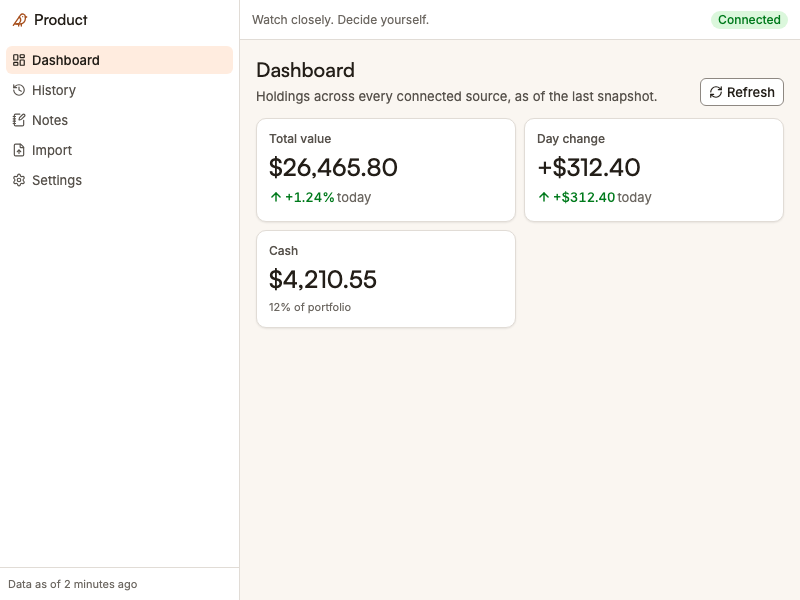 Product
Dashboard
History
Notes
Import
Settings
Data as of 2 minutes ago
Watch closely. Decide yourself.
Connected
Dashboard
Holdings across every connected source, as of the last snapshot.
Refresh
Total value
$26,465.80
+1.24% today
Day change
+$312.40
+$312.40 today
Cash
$4,210.55
12% of portfolio